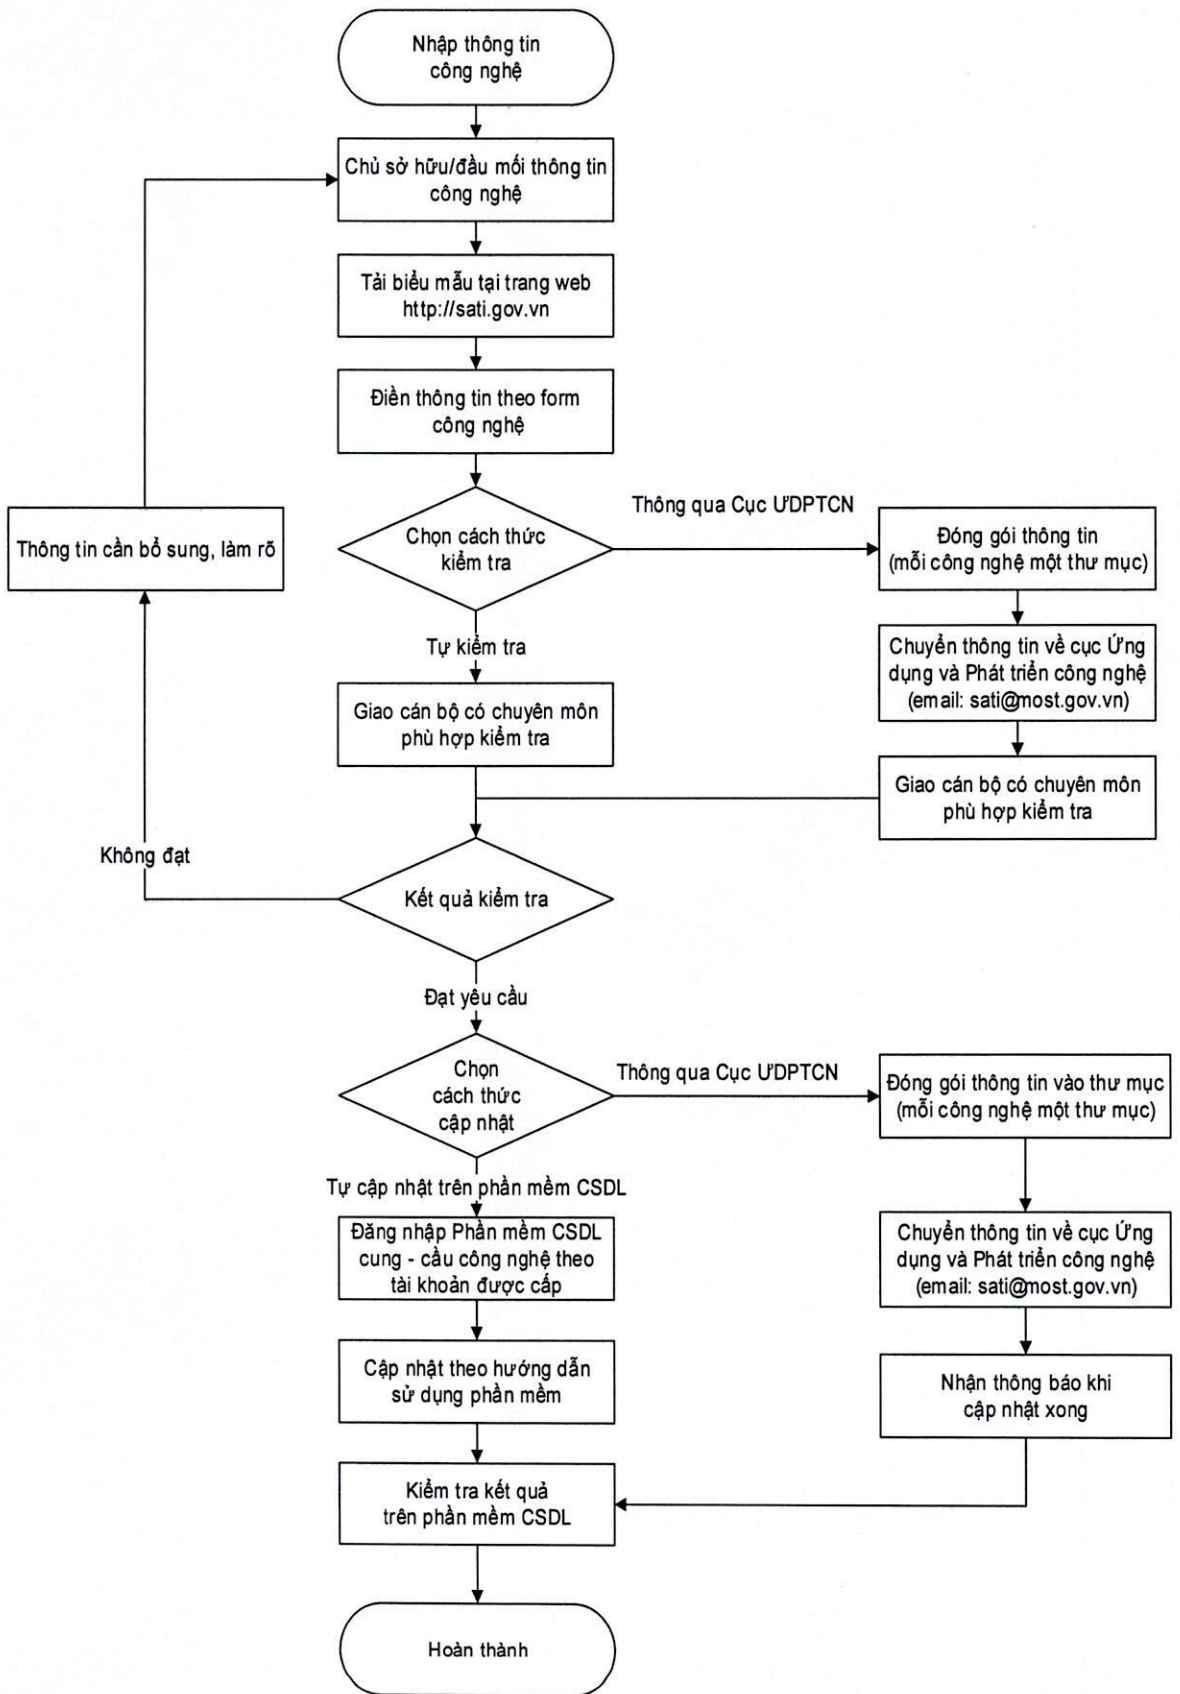 Nhập thông tin
công nghệ
Chủ sở hữu/đầu mối thông tin
công nghệ
Tải biểu mẫu tại trang web
http://sati.gov.vn
Điền thông tin theo form
công nghệ
Thông qua Cục ƯDPTCN
Thông tin cần bổ sung, làm rõ
Chọn cách thức
kiểm tra
Đóng gói thông tin
(mỗi công nghệ một thư mục)
Tự kiểm tra
Chuyển thông tin về cục Ứng
dụng và Phát triển công nghệ
(email: sati@most.gov.vn)
Giao cán bộ có chuyên môn
phù hợp kiểm tra
Giao cán bộ có chuyên môn
phù hợp kiểm tra
Không đạt
Kết quả kiểm tra
Đạt yêu cầu
Chọn
cách thức
cập nhật
Thông qua Cục ƯDPTCN
Đóng gói thông tin vào thư mục
(mỗi công nghệ một thư mục)
Tự cập nhật trên phần mềm CSDL
Đăng nhập Phần mềm CSDL
cung - cầu công nghệ theo
tài khoản được cấp
Chuyển thông tin về cục Ứng
dụng và Phát triển công nghệ
(email: sati@most.gov.vn)
Cập nhật theo hướng dẫn
sử dụng phần mềm
Nhận thông báo khi
cập nhật xong
Kiểm tra kết quả
trên phần mềm CSDL
Hoàn thành